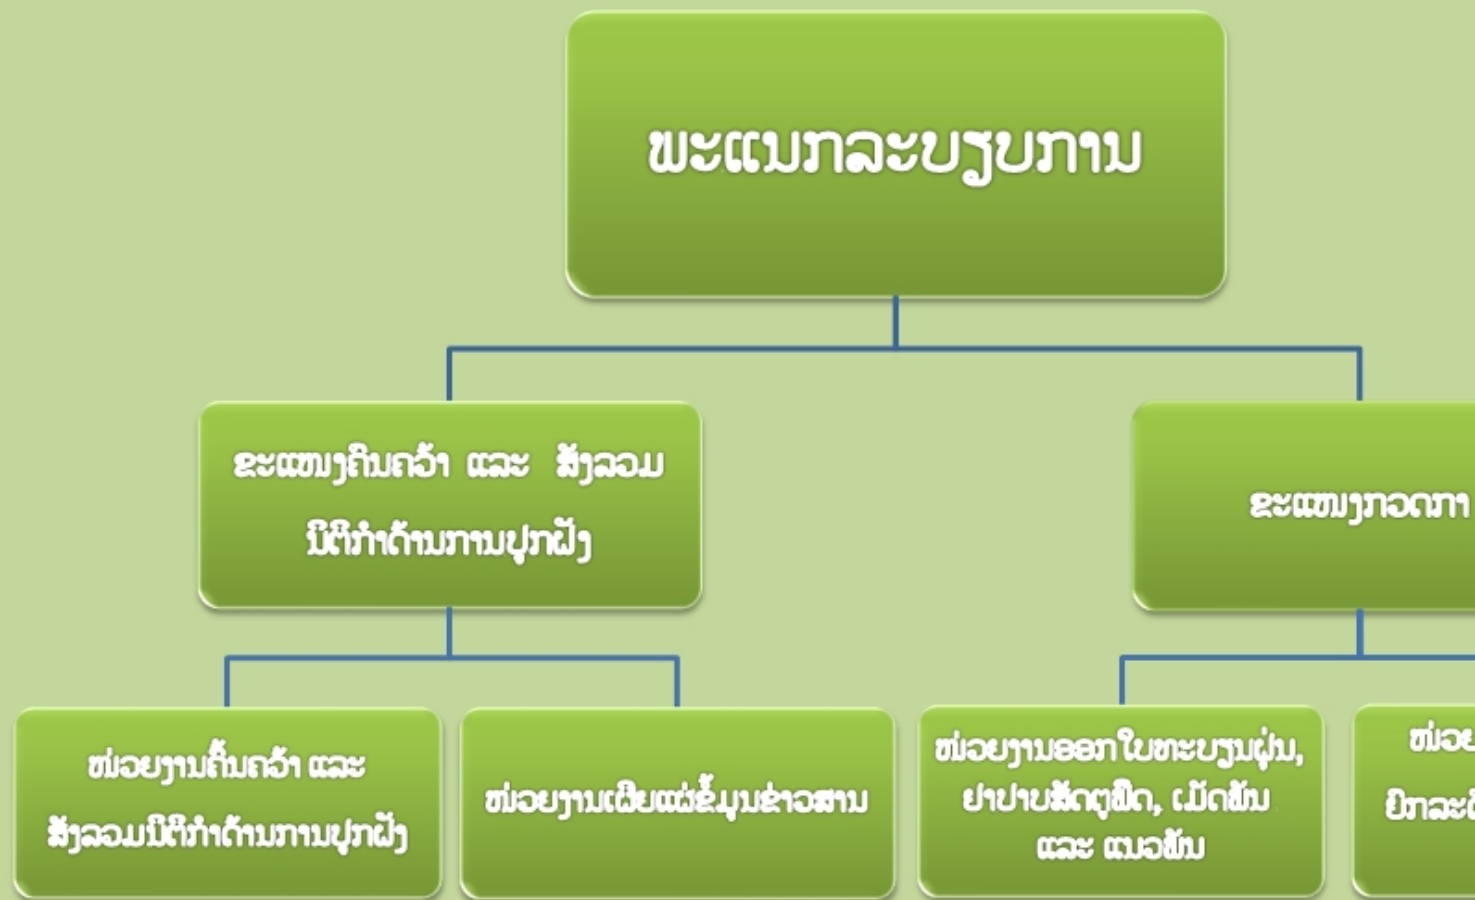 ພະແນກລະບຽບການ
ຂະແໜງຄົ້ນຄວ້າ ແລະ ສັງລວມ
ນິຕິກຳດ້ານການປູກຝັງ
ຂະແໜງກວດກາ
ໜ່ວຍງານຄົ້ນຄວ້າ ແລະ
ສັງລວມນິຕິກຳດ້ານການປູກຝັງ
ໜ່ວຍງານເຜີຍແຜ່ຂໍ້ມູນຂ່າວສານ
ໜ່ວຍງານອອກໃບທະບຽນຝຸ່ນ,
ຢາປາບສັດຕູພືດ, ເມັດພັນ
ແລະ ແນວພັນ